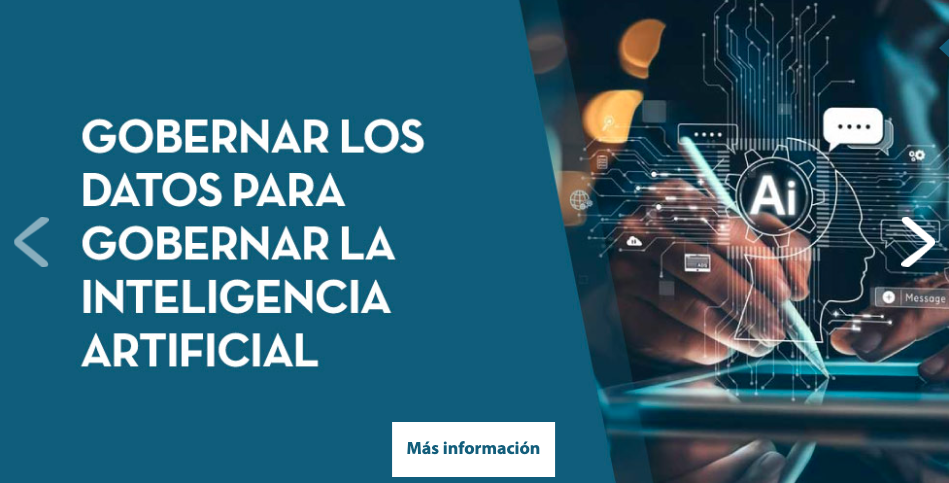 GOBERNAR LOS
DATOS PARA
GOBERNAR LA
INTELIGENCIA
ARTIFICIAL
Ai
Message
Más información